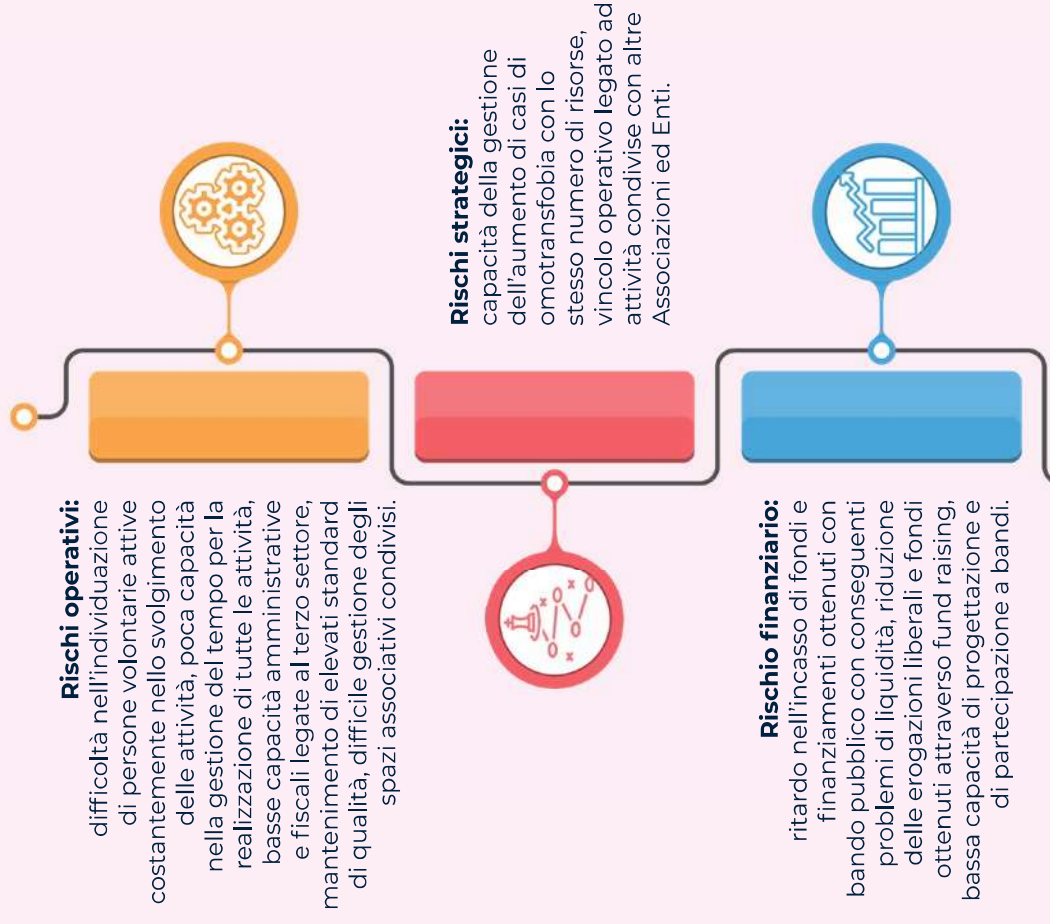 Rischi operativi:
difficoltà nell'individuazione
di persone volontarie attive
costantemente nello svolgimento
delle attività, poca capacità
nella gestione del tempo per la
realizzazione di tutte le attività,
basse capacità amministrative
e fiscali legate al terzo settore,
mantenimento di elevati standard
di qualità, difficile gestione degli
spazi associativi condivisi.
Rischi strategici:
capacità della gestione
dell'aumento di casi di
omotransfobia con lo
stesso numero di risorse,
vincolo operativo legato ad
attività condivise con altre
Associazioni ed Enti.
Rischio finanziario:
ritardo nell'incasso di fondi e
finanziamenti ottenuti con
bando pubblico con conseguenti
problemi di liquidità, riduzione
delle erogazioni liberali e fondi
ottenuti attraverso fund raising,
bassa capacità di progettazione e
di partecipazione a bandi.